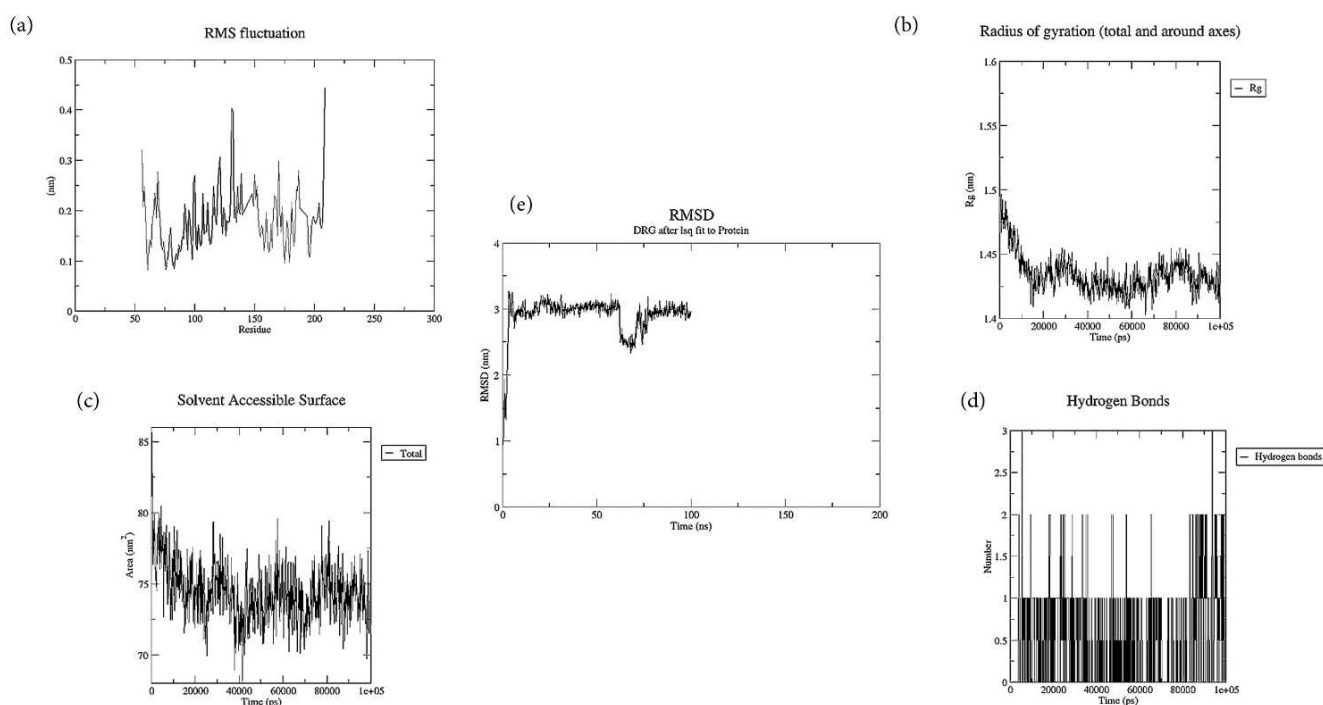 (a)
RMS fluctuation
0.5
0.4
0.3
0.2
0.1
0
(nm)
0 50 100 150 200 250 300
Residue
(b)
Radius of gyration (total and around axes)
1.6
1.55
1.5
1.45
1.4
Rg (nm)
Rg
20000 40000 60000 80000 1e+05
Time (ps)
(c)
Solvent Accessible Surface
85
80
75
70
Area (nm²)
Total
0 20000 40000 60000 80000 1e+05
Time (ps)
(e)
RMSD
DRG after lsq fit to Protein
4
3
2
1
0
RMSD (nm)
0 50 100 150 200
Time (ns)
(d)
Hydrogen Bonds
3
2.5
2
1.5
1
0.5
0
Number
Hydrogen bonds
0 20000 40000 60000 80000 1e+05
Time (ps)